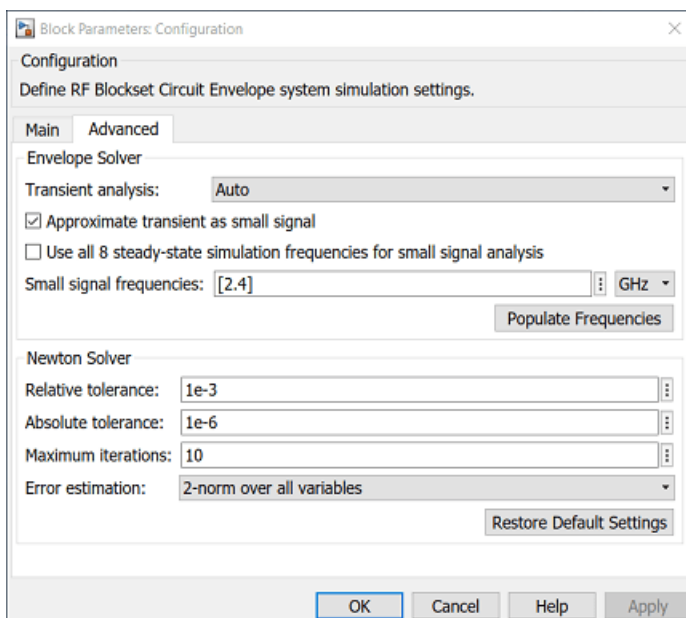 Block Parameters: Configuration
Configuration
Define RF Blockset Circuit Envelope system simulation settings.
Main Advanced
Envelope Solver
Transient analysis: Auto
Approximate transient as small signal
Use all 8 steady-state simulation frequencies for small signal analysis
Small signal frequencies: [2.4] GHz
Populate Frequencies
Newton Solver
Relative tolerance: 1e-3
Absolute tolerance: 1e-6
Maximum iterations: 10
Error estimation: 2-norm over all variables
Restore Default Settings
OK Cancel Help Apply